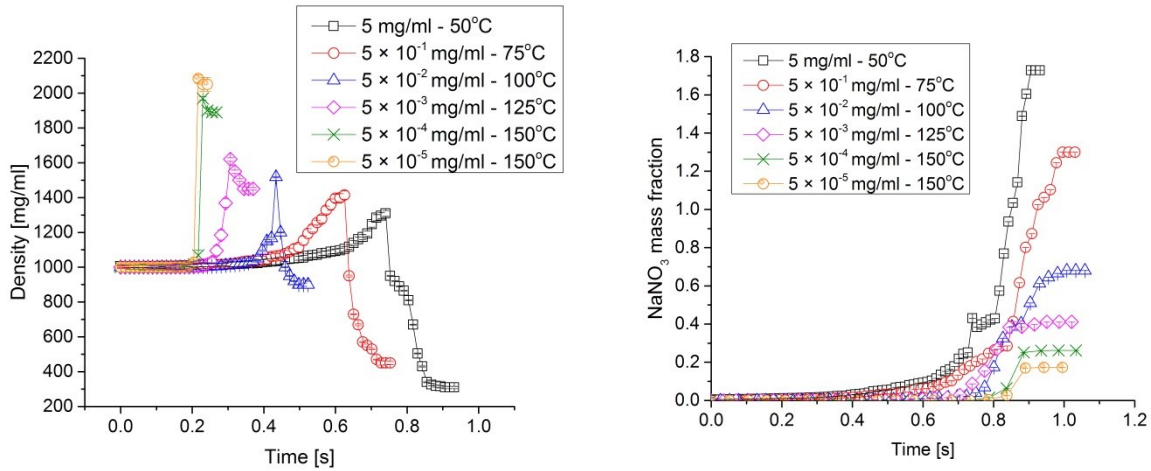 5 mg/ml - 50°C
5 × 10⁻¹ mg/ml - 75°C
5 × 10⁻² mg/ml - 100°C
5 × 10⁻³ mg/ml - 125°C
5 × 10⁻⁴ mg/ml - 150°C
5 × 10⁻⁵ mg/ml - 150°C
Density [mg/ml]
2200
2000
1800
1600
1400
1200
1000
800
600
400
200
0.0 0.2 0.4 0.6 0.8 1.0
Time [s]
5 mg/ml - 50°C
5 × 10⁻¹ mg/ml - 75°C
5 × 10⁻² mg/ml - 100°C
5 × 10⁻³ mg/ml - 125°C
5 × 10⁻⁴ mg/ml - 150°C
5 × 10⁻⁵ mg/ml - 150°C
NaNO₃ mass fraction
1.8
1.6
1.4
1.2
1.0
0.8
0.6
0.4
0.2
0.0
0.0 0.2 0.4 0.6 0.8 1.0 1.2
Time [s]